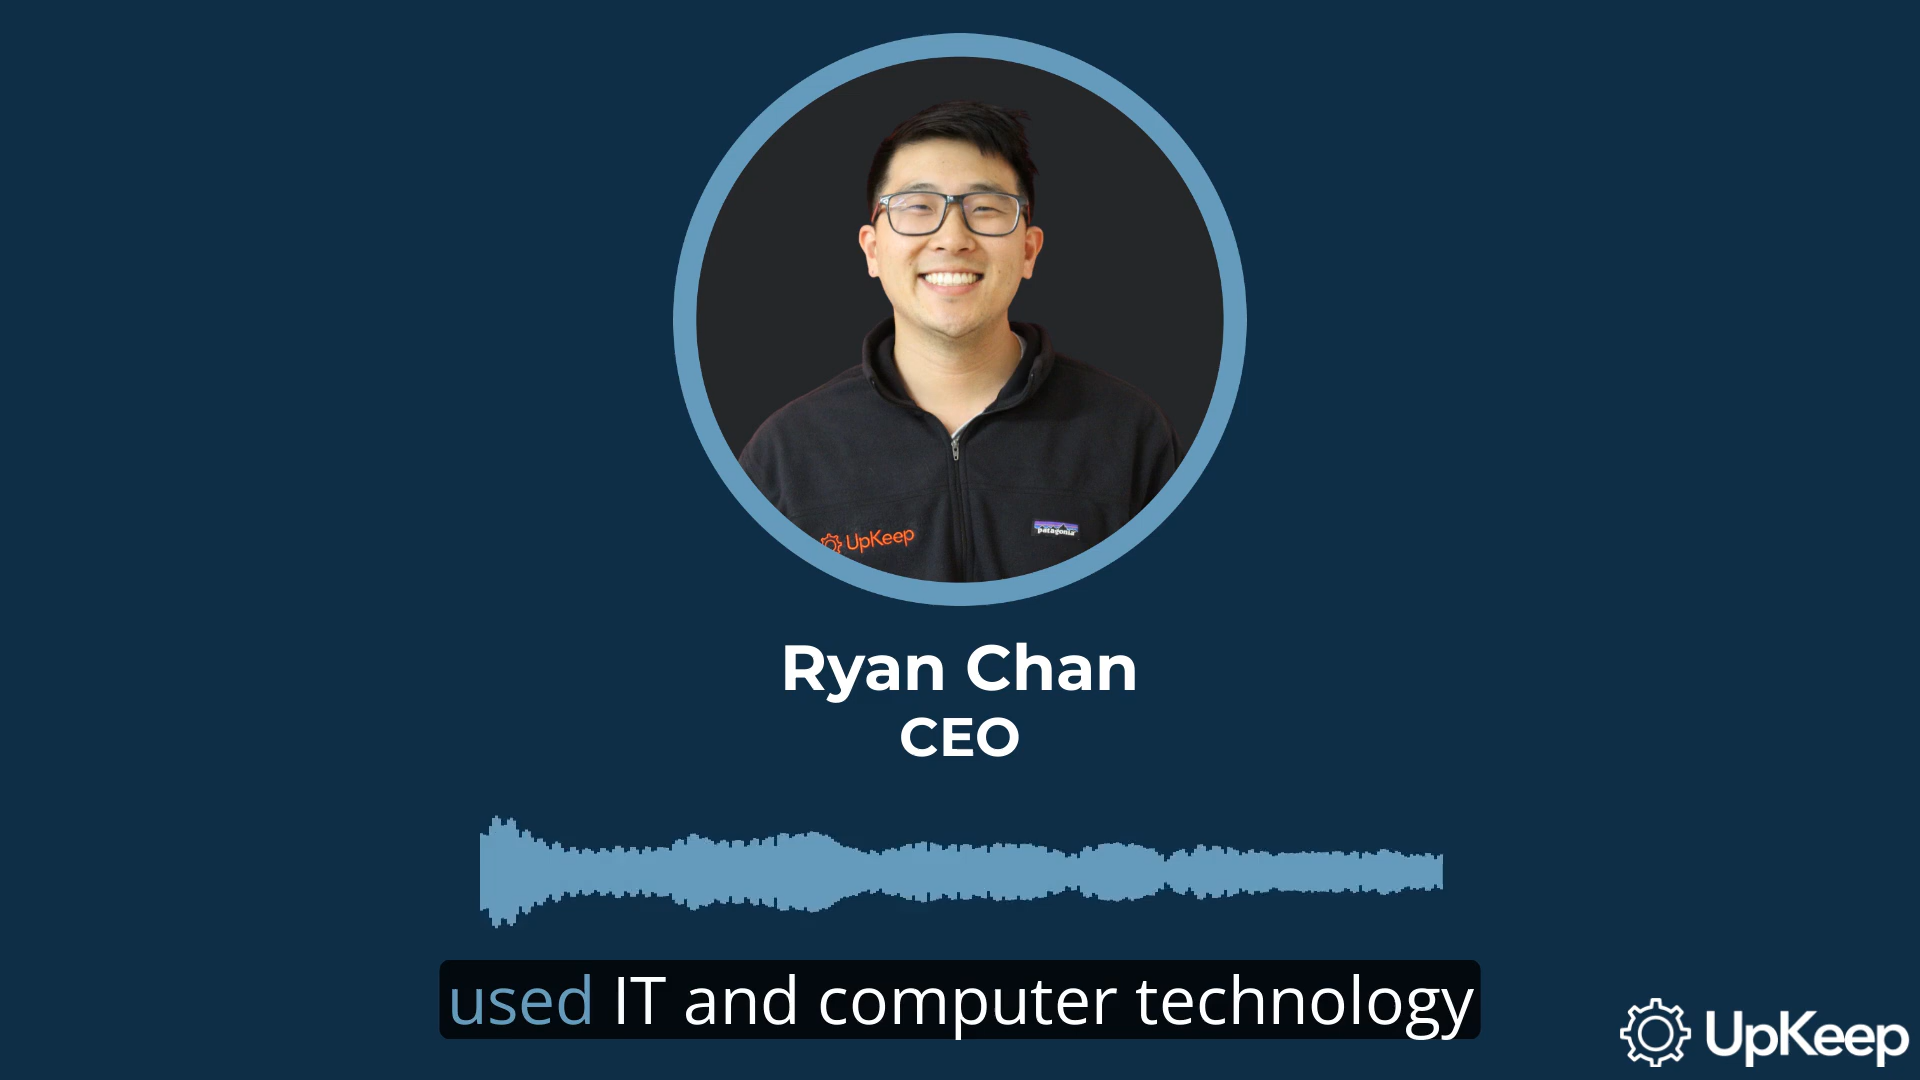 UpKeep
patagonia
Ryan Chan
CEO
used IT and computer technology
UpKeep